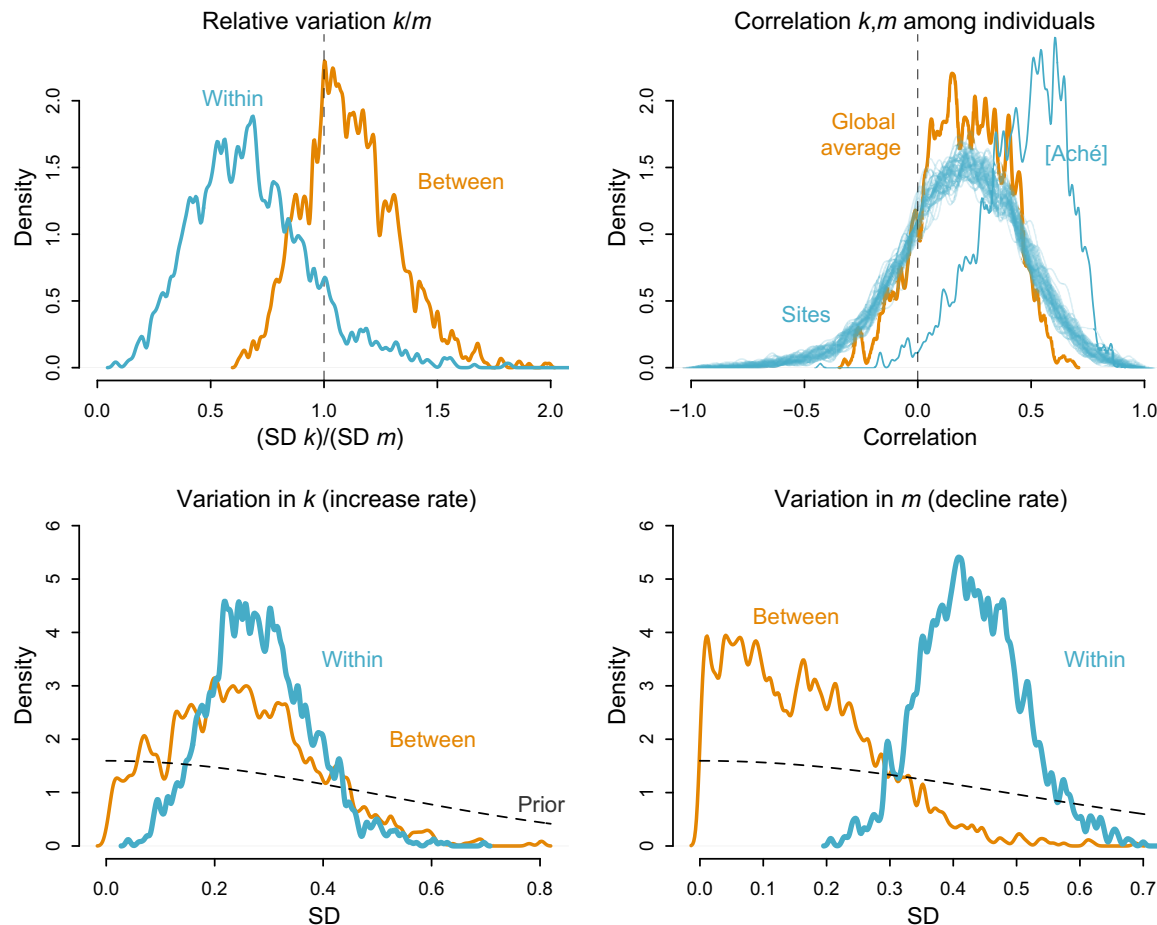 Relative variation k/m
Density
0.0 0.5 1.0 1.5 2.0
Within
Between
0.0 0.5 1.0 1.5 2.0
(SD k)/(SD m)
Correlation k,m among individuals
Density
0.0 0.5 1.0 1.5 2.0
Global
average
[Aché]
Sites
−1.0 −0.5 0.0 0.5 1.0
Correlation
Variation in k (increase rate)
Density
0 1 2 3 4 5 6
Within
Between
Prior
0.0 0.2 0.4 0.6 0.8
SD
Variation in m (decline rate)
Density
0 1 2 3 4 5 6
Between
Within
0.0 0.1 0.2 0.3 0.4 0.5 0.6 0.7
SD